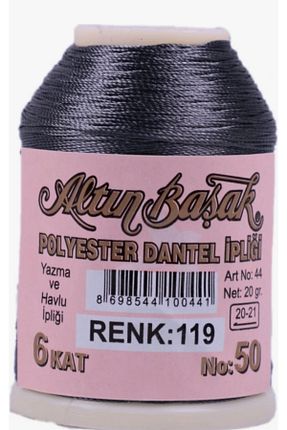 Altın Başak
POLYESTER DANTEL İPLİĞİ
Yazma
ve
Havlu
İpliği
8 698544 100441
Art No: 44
Net: 20 gr.
20-21
RENK:119
6 KAT
No: 50